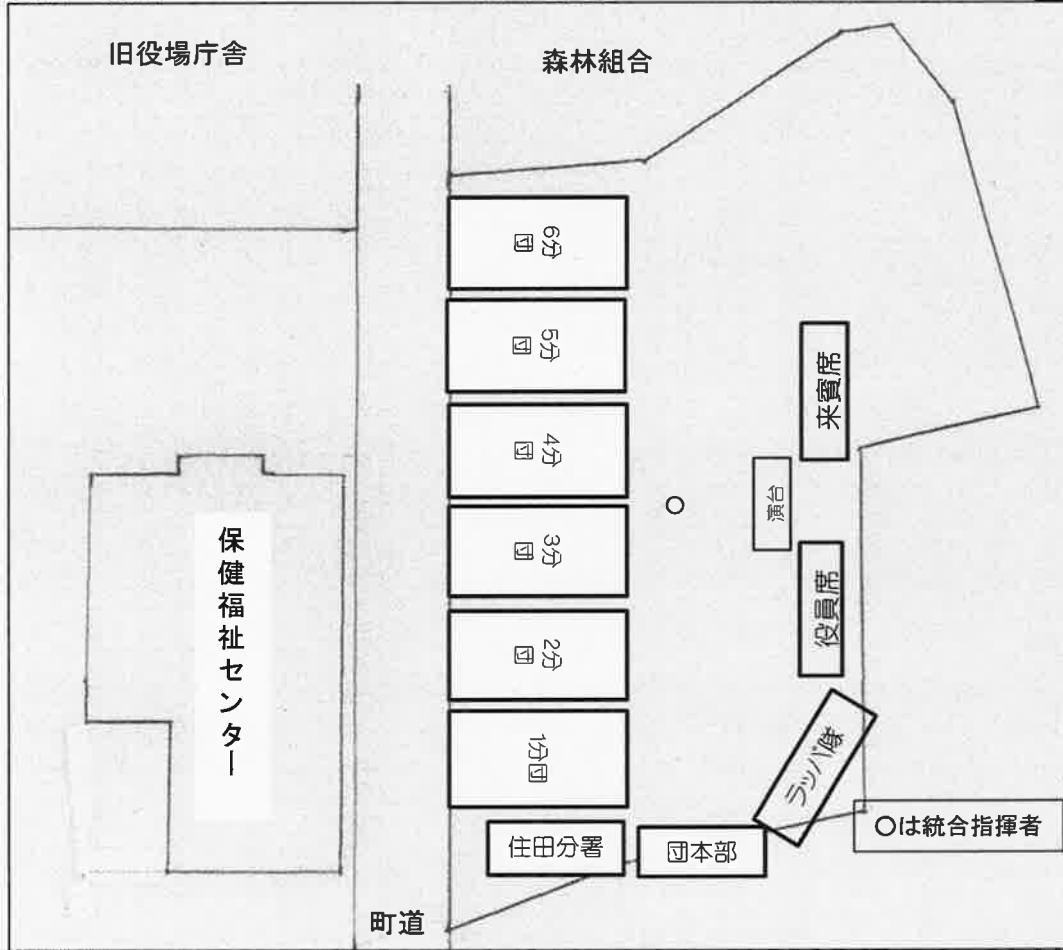 旧役場庁舎
森林組合
6分
団
5分
団
4分
団
3分
団
2分
団
1分団
来賓席
演台
役員席
ラッパ隊
保健福祉センター
〇は統合指揮者
住田分署
団本部
町道